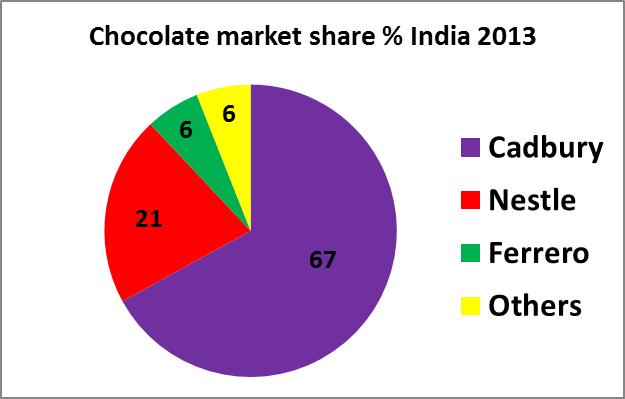 Chocolate market share % India 2013
6
6
21
67
Cadbury
Nestle
Ferrero
Others